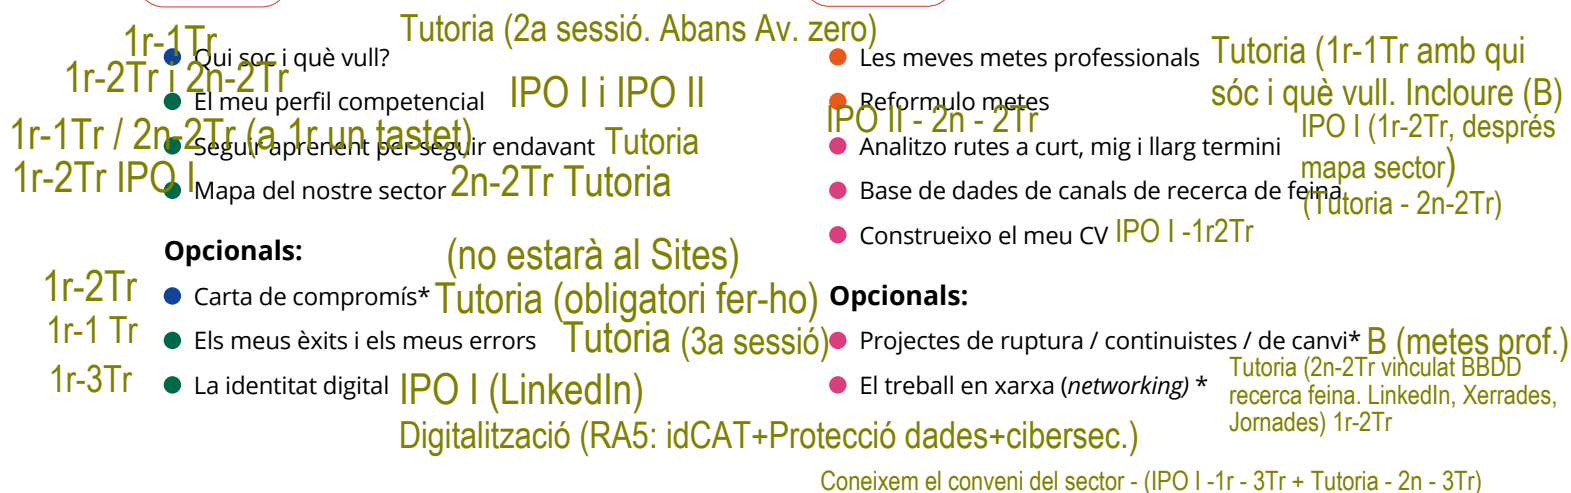 Tutoria (2a sessió. Abans Av. zero)
1r-1Tr
Qui soc i què vull?
1r-2Tr i 2n-2Tr
El meu perfil competencial IPO I i IPO II
1r-1Tr / 2n-2Tr (a 1r un tastet)
Seguir aprenent per seguir endavant Tutoria
1r-2Tr IPO I
Mapa del nostre sector 2n-2Tr Tutoria
Opcionals:
(no estarà al Sites)
1r-2Tr Carta de compromís* Tutoria (obligatori fer-ho)
1r-1 Tr Els meus èxits i els meus errors Tutoria (3a sessió)
1r-3Tr La identitat digital IPO I (LinkedIn)
Digitalització (RA5: idCAT+Protecció dades+cibersec.)
Les meves metes professionals Tutoria (1r-1Tr amb qui
sóc i què vull. Incloure (B)
Reformulo metes
IPO II - 2n - 2Tr
Analitzo rutes a curt, mig i llarg termini IPO I (1r-2Tr, després
mapa sector)
Base de dades de canals de recerca de feina
(Tutoria - 2n-2Tr)
Construeixo el meu CV IPO I -1r2Tr
Opcionals:
Projectes de ruptura / continuistes / de canvi* B (metes prof.)
El treball en xarxa (networking) * Tutoria (2n-2Tr vinculat BBDD
recerca feina. LinkedIn, Xerrades,
Jornades) 1r-2Tr
Coneixem el conveni del sector - (IPO I -1r - 3Tr + Tutoria - 2n - 3Tr)